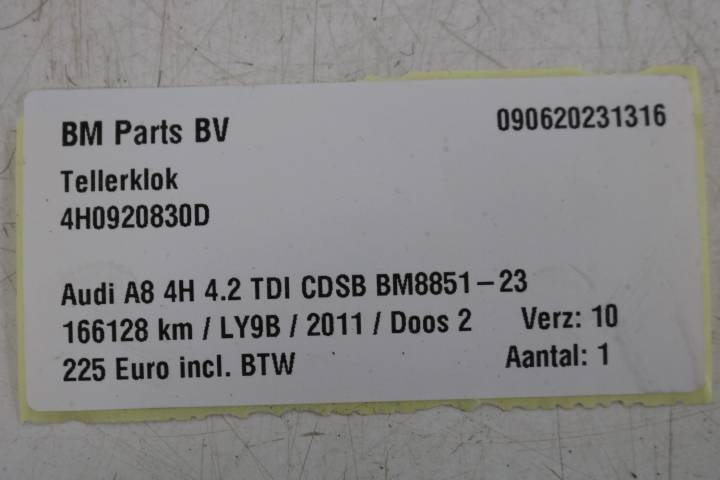 BM Parts BV 090620231316
Tellerklok
4H0920830D
Audi A8 4H 4.2 TDI CDSB BM8851-23
166128 km / LY9B / 2011 / Doos 2 Verz: 10
225 Euro incl. BTW Aantal: 1